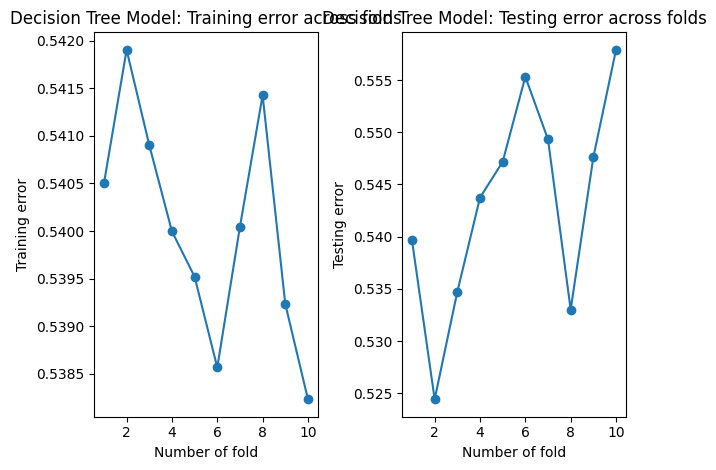 Decision Tree Model: Training error across folds
Decision Tree Model: Testing error across folds
Training error
0.5420
0.5415
0.5410
0.5405
0.5400
0.5395
0.5390
0.5385
2 4 6 8 10
Number of fold
Testing error
0.555
0.550
0.545
0.540
0.535
0.530
0.525
2 4 6 8 10
Number of fold